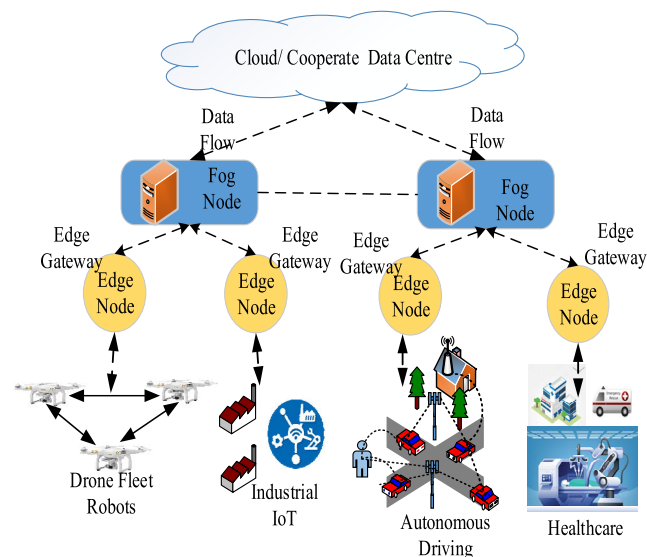 Cloud/ Cooperate Data Centre
Data
Flow
Data
Flow
Fog
Node
Fog
Node
Edge
Gateway
Edge
Gateway
Edge
Gateway
Edge
Gateway
Edge
Node
Edge
Node
Edge
Node
Edge
Node
Drone Fleet
Robots
Industrial
IoT
Autonomous
Driving
Healthcare